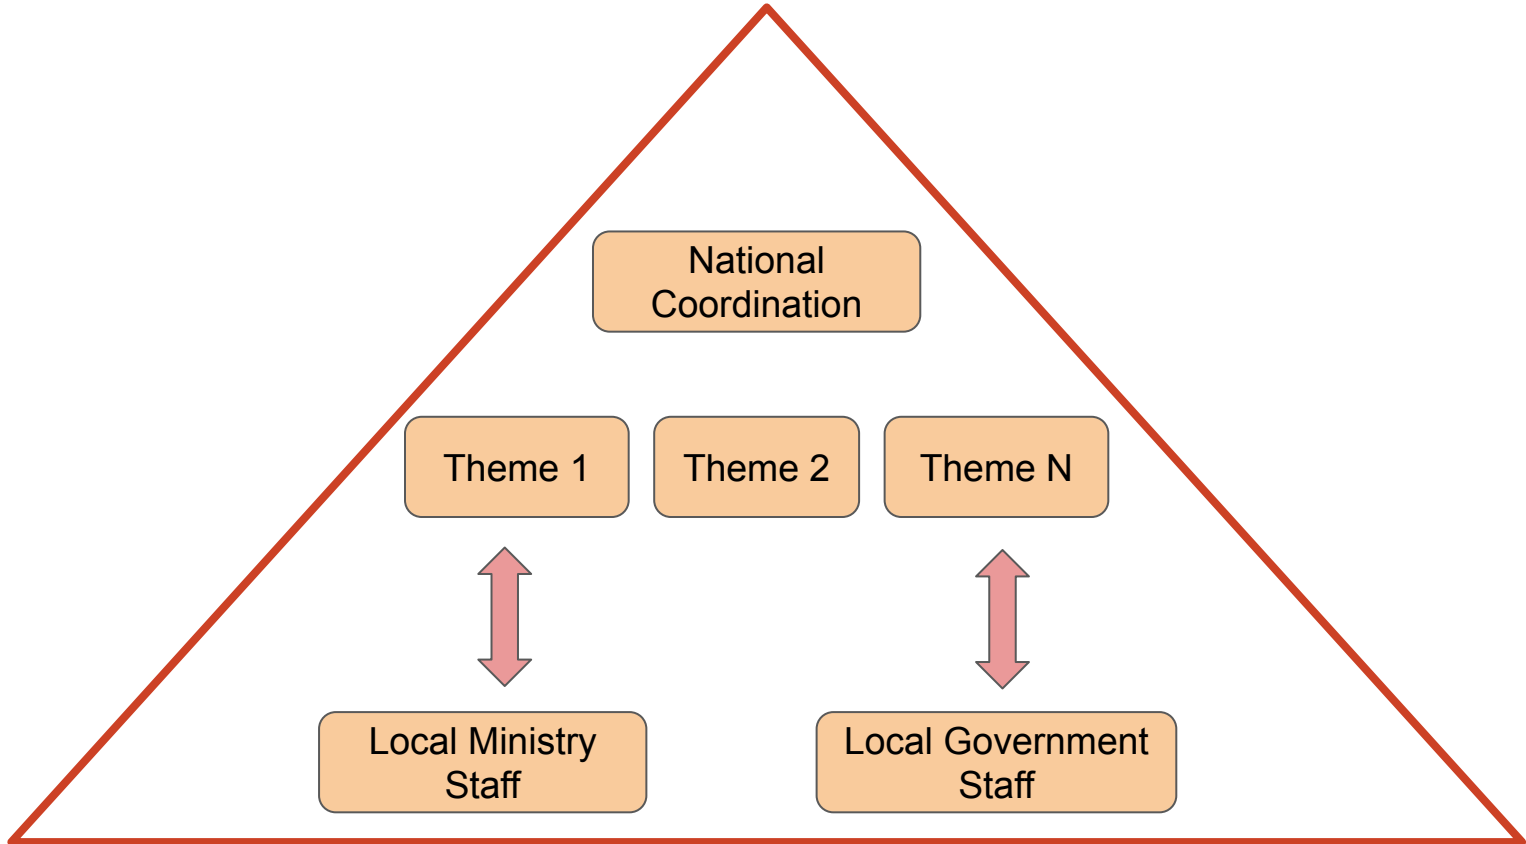 National
Coordination
Theme 1
Theme 2
Theme N
Local Ministry
Staff
Local Government
Staff